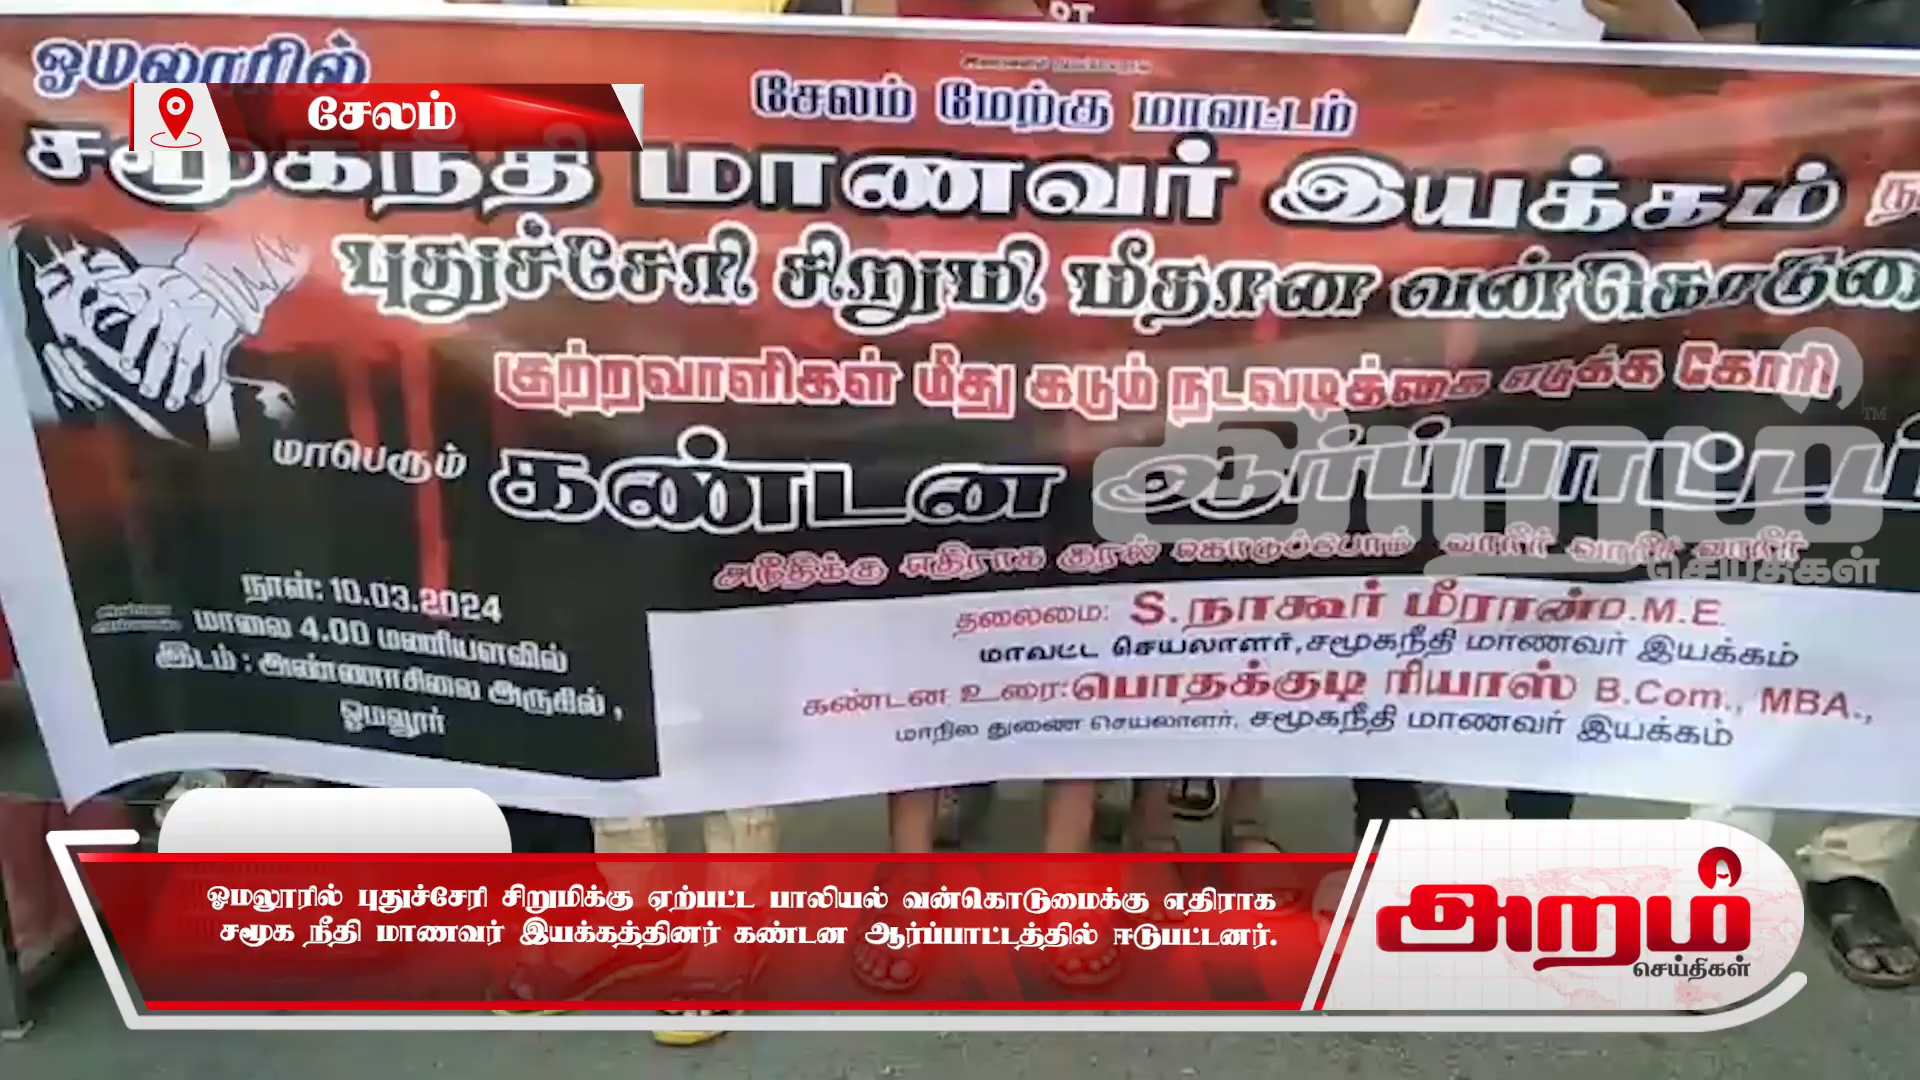 ஓமலூரில்
சேலம்
சேலம் மேற்கு மாவட்டம்
சமூகநீதி மாணவர் இயக்கம்
புதுச்சேரி சிறுமி மீதான
குற்றவாளிகள் மீது கடும் நடவடிக்கை எடுக்க கோரி,
மாபெரும் கண்டன ஆர்ப்பாட்டம்
அநீதிக்கு எதிராக குரல் கொடுப்போம் வாரீர் வாரீர் வாரீர்
அறம்
செய்திகள்
TM
நாள்: 10.03.2024
மாலை 4.00 மணியளவில்
இடம் : அண்ணாசிலை அருகில் ,
ஓமலூர்
தலைமை: S.நாகூர் மீரான் D.M.E.
மாவட்ட செயலாளர்,சமூகநீதி மாணவர் இயக்கம்
கண்டன உரை:பொதக்குடி ரியாஸ் B.Com., MBA.,
மாநில துணை செயலாளர். சமூகநீதி மாணவர் இயக்கம்
ஓமலூரில் புதுச்சேரி சிறுமிக்கு ஏற்பட்ட பாலியல் வன்கொடுமைக்கு எதிராக
சமூக நீதி மாணவர் இயக்கத்தினர் கண்டன ஆர்ப்பாட்டத்தில் ஈடுபட்டனர்.
அறம்
செய்திகள்